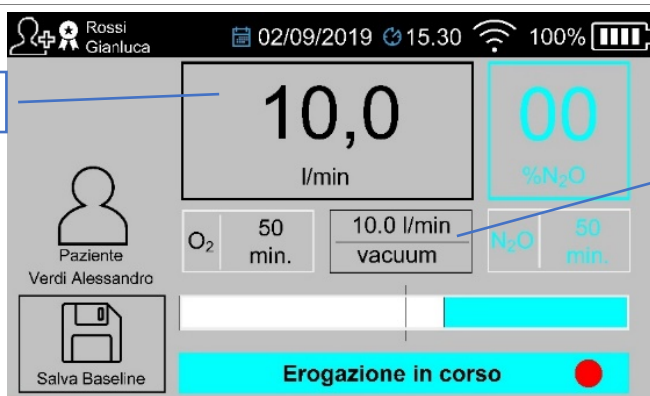 Rossi
Gianluca
02/09/2019
15.30
100%
10,0
l/min
00
%N₂O
Paziente
Verdi Alessandro
O₂
50
min.
10.0 l/min
vacuum
N₂O
50
min.
Salva Baseline
Erogazione in corso